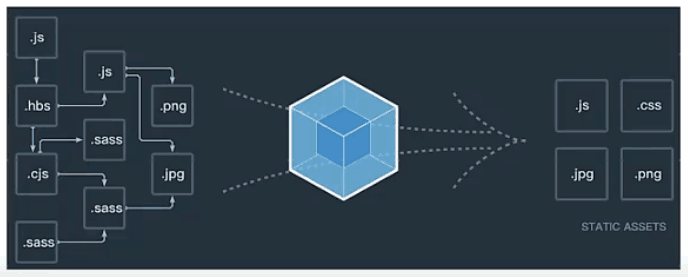 .js
.js
.hbs
.png
.sass
.cjs
.jpg
.sass
.sass
.js
.css
.jpg
.png
STATIC ASSETS